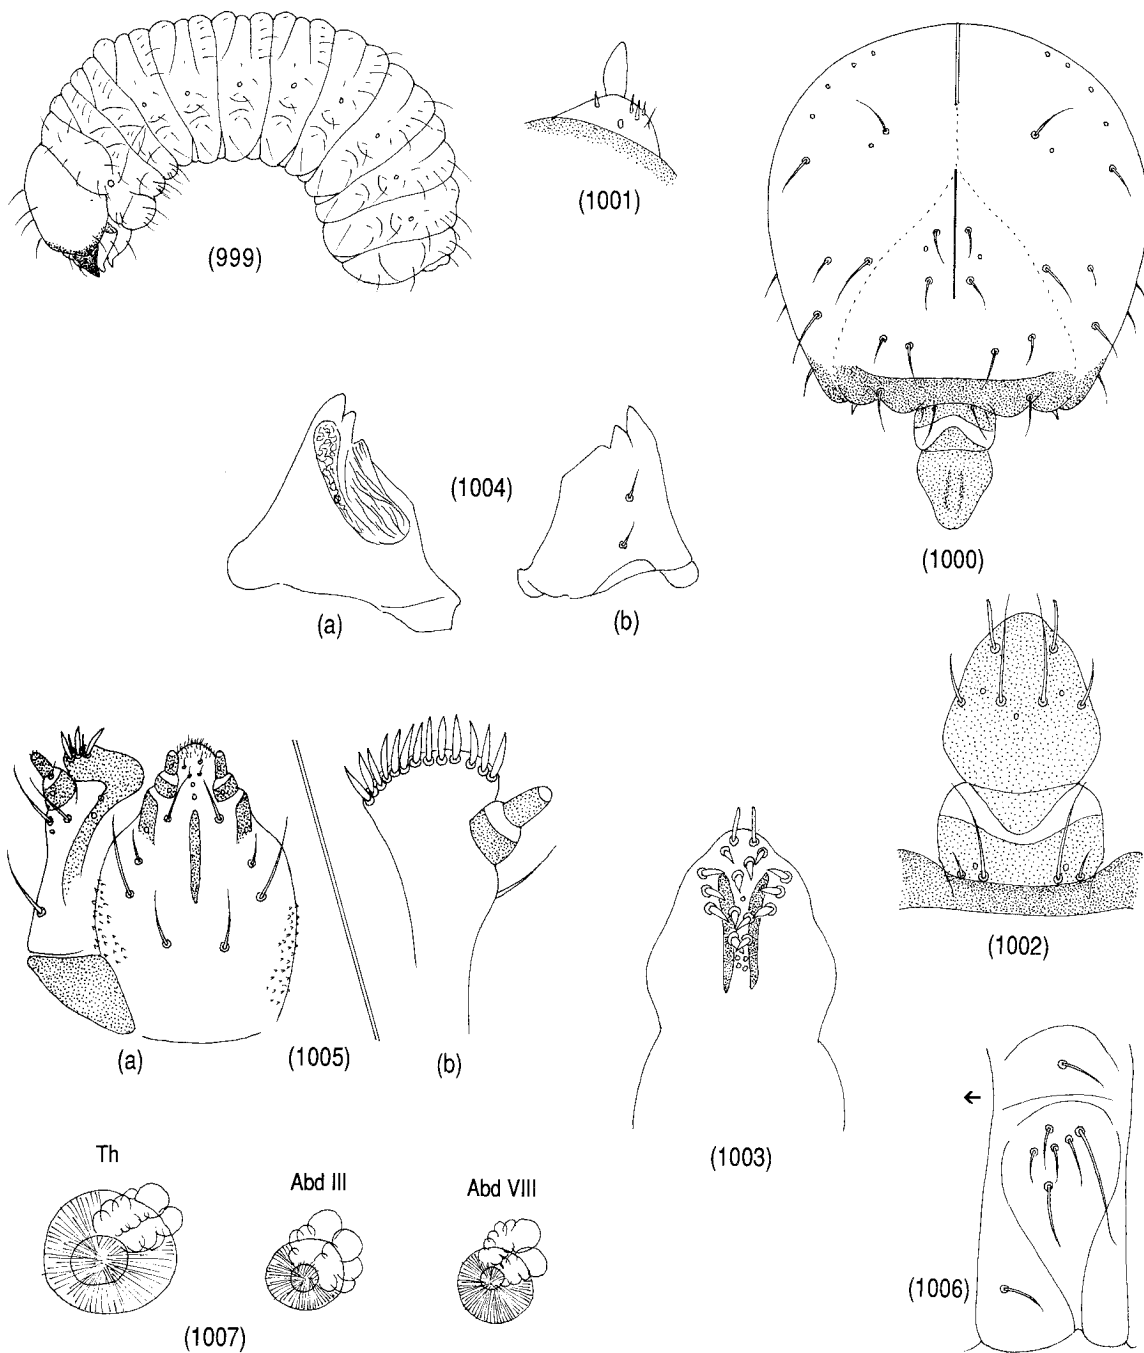 (999)
(1001)
(1000)
(1004)
(a)
(b)
(1002)
(1005)
(a)
(b)
(1003)
(1006)
Th
Abd III
Abd VIII
(1007)